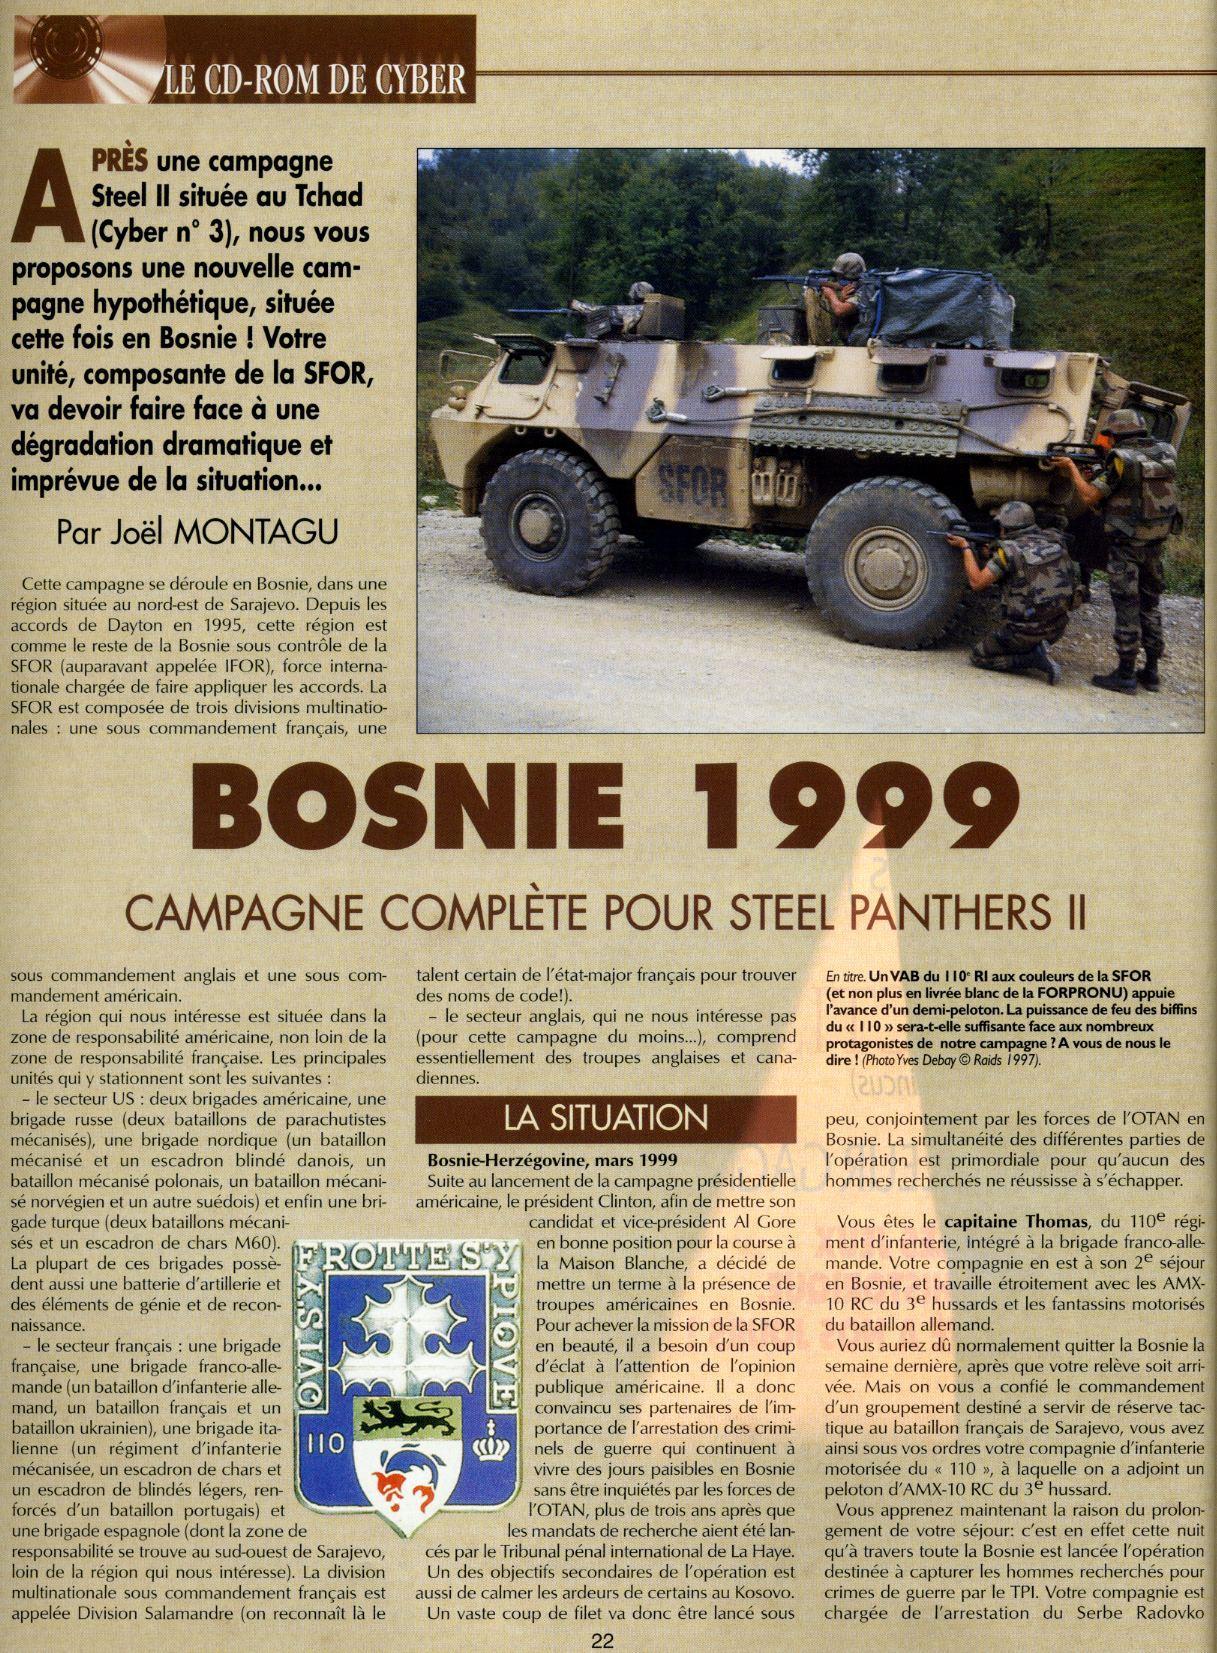 LE CD-ROM DE CYBER
APRÈS une campagne
Steel II située au Tchad
(Cyber n° 3), nous vous
proposons une nouvelle cam-
pagne hypothétique, située
cette fois en Bosnie ! Votre
unité, composante de la SFOR,
va devoir faire face à une
dégradation dramatique et
imprévue de la situation...
Par Joël MONTAGU
Cette campagne se déroule en Bosnie, dans une
région située au nord-est de Sarajevo. Depuis les
accords de Dayton en 1995, cette région est
comme le reste de la Bosnie sous contrôle de la
SFOR (auparavant appelée IFOR), force interna-
tionale chargée de faire appliquer les accords. La
SFOR est composée de trois divisions multinatio-
nales : une sous commandement français, une
SFOR
BOSNIE 1999
CAMPAGNE COMPLÈTE POUR STEEL PANTHERS II
sous commandement anglais et une sous com-
mandement américain.
La région qui nous intéresse est située dans la
zone de responsabilité américaine, non loin de la
zone de responsabilité française. Les principales
unités qui y stationnent sont les suivantes :
– le secteur US : deux brigades américaine, une
brigade russe (deux bataillons de parachutistes
mécanisés), une brigade nordique (un bataillon
mécanisé et un escadron blindé danois, un
bataillon mécanisé polonais, un bataillon mécani-
sé norvégien et un autre suédois) et enfin une bri-
gade turque (deux bataillons mécani-
sés et un escadron de chars M60).
La plupart de ces brigades possè-
dent aussi une batterie d'artillerie et
des éléments de génie et de recon-
naissance.
– le secteur français : une brigade
française, une brigade franco-alle-
mande (un bataillon d'infanterie alle-
mand, un bataillon français et un
bataillon ukrainien), une brigade ita-
lienne (un régiment d'infanterie
mécanisée, un escadron de chars et
un escadron de blindés légers, ren-
forcés d'un bataillon portugais) et
une brigade espagnole (dont la zone de
responsabilité se trouve au sud-ouest de Sarajevo,
loin de la région qui nous intéresse). La division
multinationale sous commandement français est
appelée Division Salamandre (on reconnaît là le
QVI S'Y FROTTE S'Y PIQVE
110
talent certain de l'état-major français pour trouver
des noms de code!).
– le secteur anglais, qui ne nous intéresse pas
(pour cette campagne du moins...), comprend
essentiellement des troupes anglaises et cana-
diennes.
LA SITUATION
Bosnie-Herzégovine, mars 1999
Suite au lancement de la campagne présidentielle
américaine, le président Clinton, afin de mettre son
candidat et vice-président Al Gore
en bonne position pour la course à
la Maison Blanche, a décidé de
mettre un terme à la présence de
troupes américaines en Bosnie.
Pour achever la mission de la SFOR
en beauté, il a besoin d'un coup
d'éclat à l'attention de l'opinion
publique américaine. Il a donc
convaincu ses partenaires de l'im-
portance de l'arrestation des crimi-
nels de guerre qui continuent à
vivre des jours paisibles en Bosnie
sans être inquiétés par les forces de
l'OTAN, plus de trois ans après que
les mandats de recherche aient été lan-
cés par le Tribunal pénal international de La Haye.
Un des objectifs secondaires de l'opération est
aussi de calmer les ardeurs de certains au Kosovo.
Un vaste coup de filet va donc être lancé sous
En titre. Un VAB du 110e RI aux couleurs de la SFOR
(et non plus en livrée blanc de la FORPRONU) appuie
l'avance d'un demi-peloton. La puissance de feu des biffins
du « 110 » sera-t-elle suffisante face aux nombreux
protagonistes de notre campagne ? A vous de nous le
dire ! (Photo Yves Debay © Raids 1997).
peu, conjointement par les forces de l'OTAN en
Bosnie. La simultanéité des différentes parties de
l'opération est primordiale pour qu'aucun des
hommes recherchés ne réussisse à s'échapper.
Vous êtes le capitaine Thomas, du 110e régi-
ment d'infanterie, intégré à la brigade franco-alle-
mande. Votre compagnie en est à son 2e séjour
en Bosnie, et travaille étroitement avec les AMX-
10 RC du 3e hussards et les fantassins motorisés
du bataillon allemand.
Vous auriez dû normalement quitter la Bosnie la
semaine dernière, après que votre relève soit arri-
vée. Mais on vous a confié le commandement
d'un groupement destiné a servir de réserve tac-
tique au bataillon français de Sarajevo, vous avez
ainsi sous vos ordres votre compagnie d'infanterie
motorisée du « 110 », à laquelle on a adjoint un
peloton d'AMX-10 RC du 3e hussard.
Vous apprenez maintenant la raison du prolon-
gement de votre séjour: c'est en effet cette nuit
qu'à travers toute la Bosnie est lancée l'opération
destinée à capturer les hommes recherchés pour
crimes de guerre par le TPI. Votre compagnie est
chargée de l'arrestation du Serbe Radovko
22